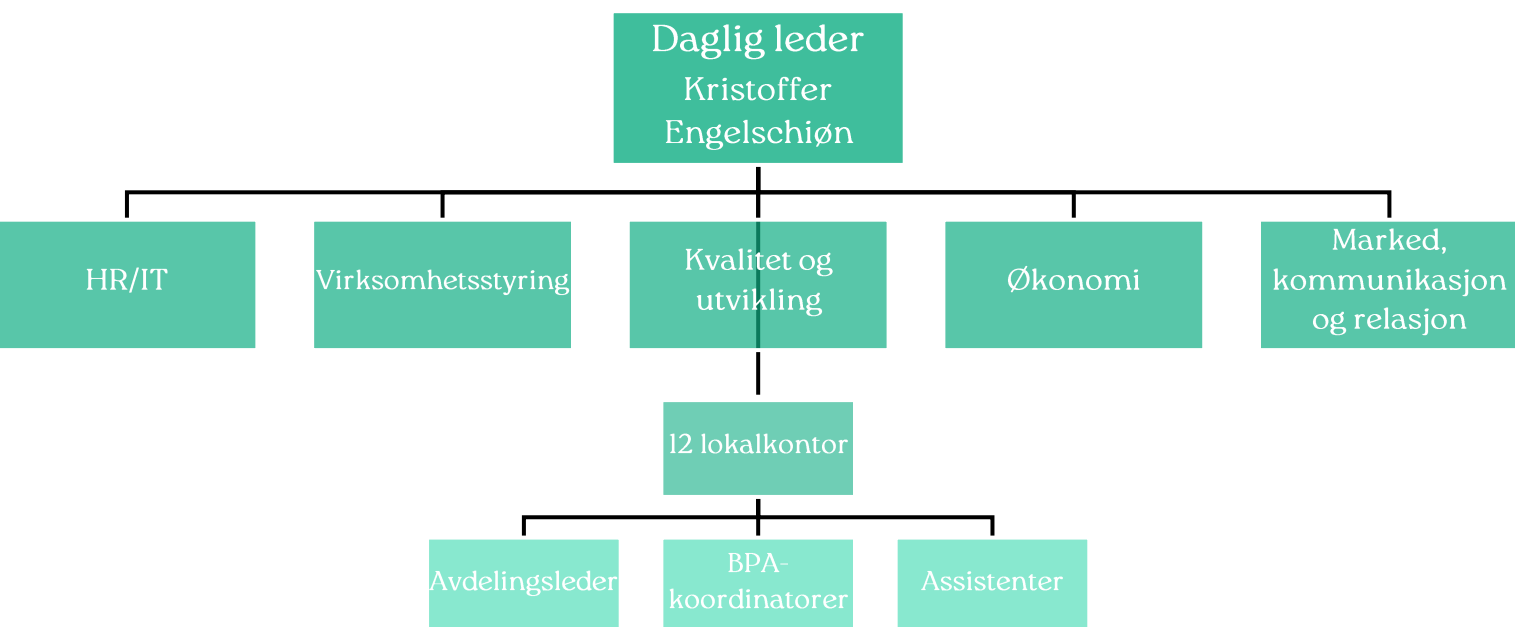 Daglig leder
Kristoffer
Engelschiøn
HR/IT
Virksomhetsstyring
Kvalitet og
utvikling
Økonomi
Marked,
kommunikasjon
og relasjon
12 lokalkontor
Avdelingsleder
BPA-
koordinatorer
Assistenter